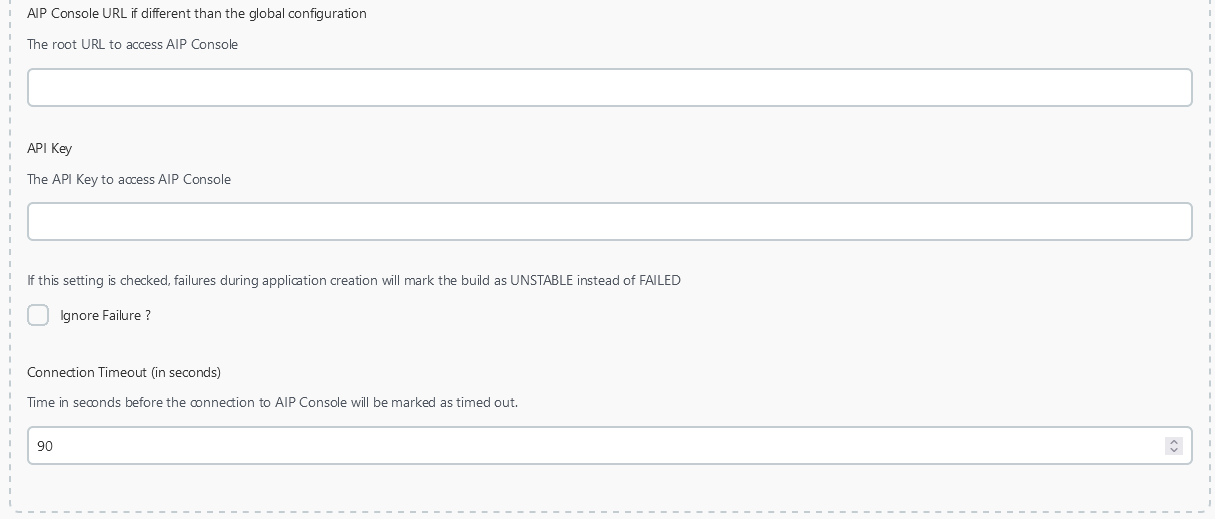 AIP Console URL if different than the global configuration
The root URL to access AIP Console
API Key
The API Key to access AIP Console
If this setting is checked, failures during application creation will mark the build as UNSTABLE instead of FAILED
Ignore Failure ?
Connection Timeout (in seconds)
Time in seconds before the connection to AIP Console will be marked as timed out.
90